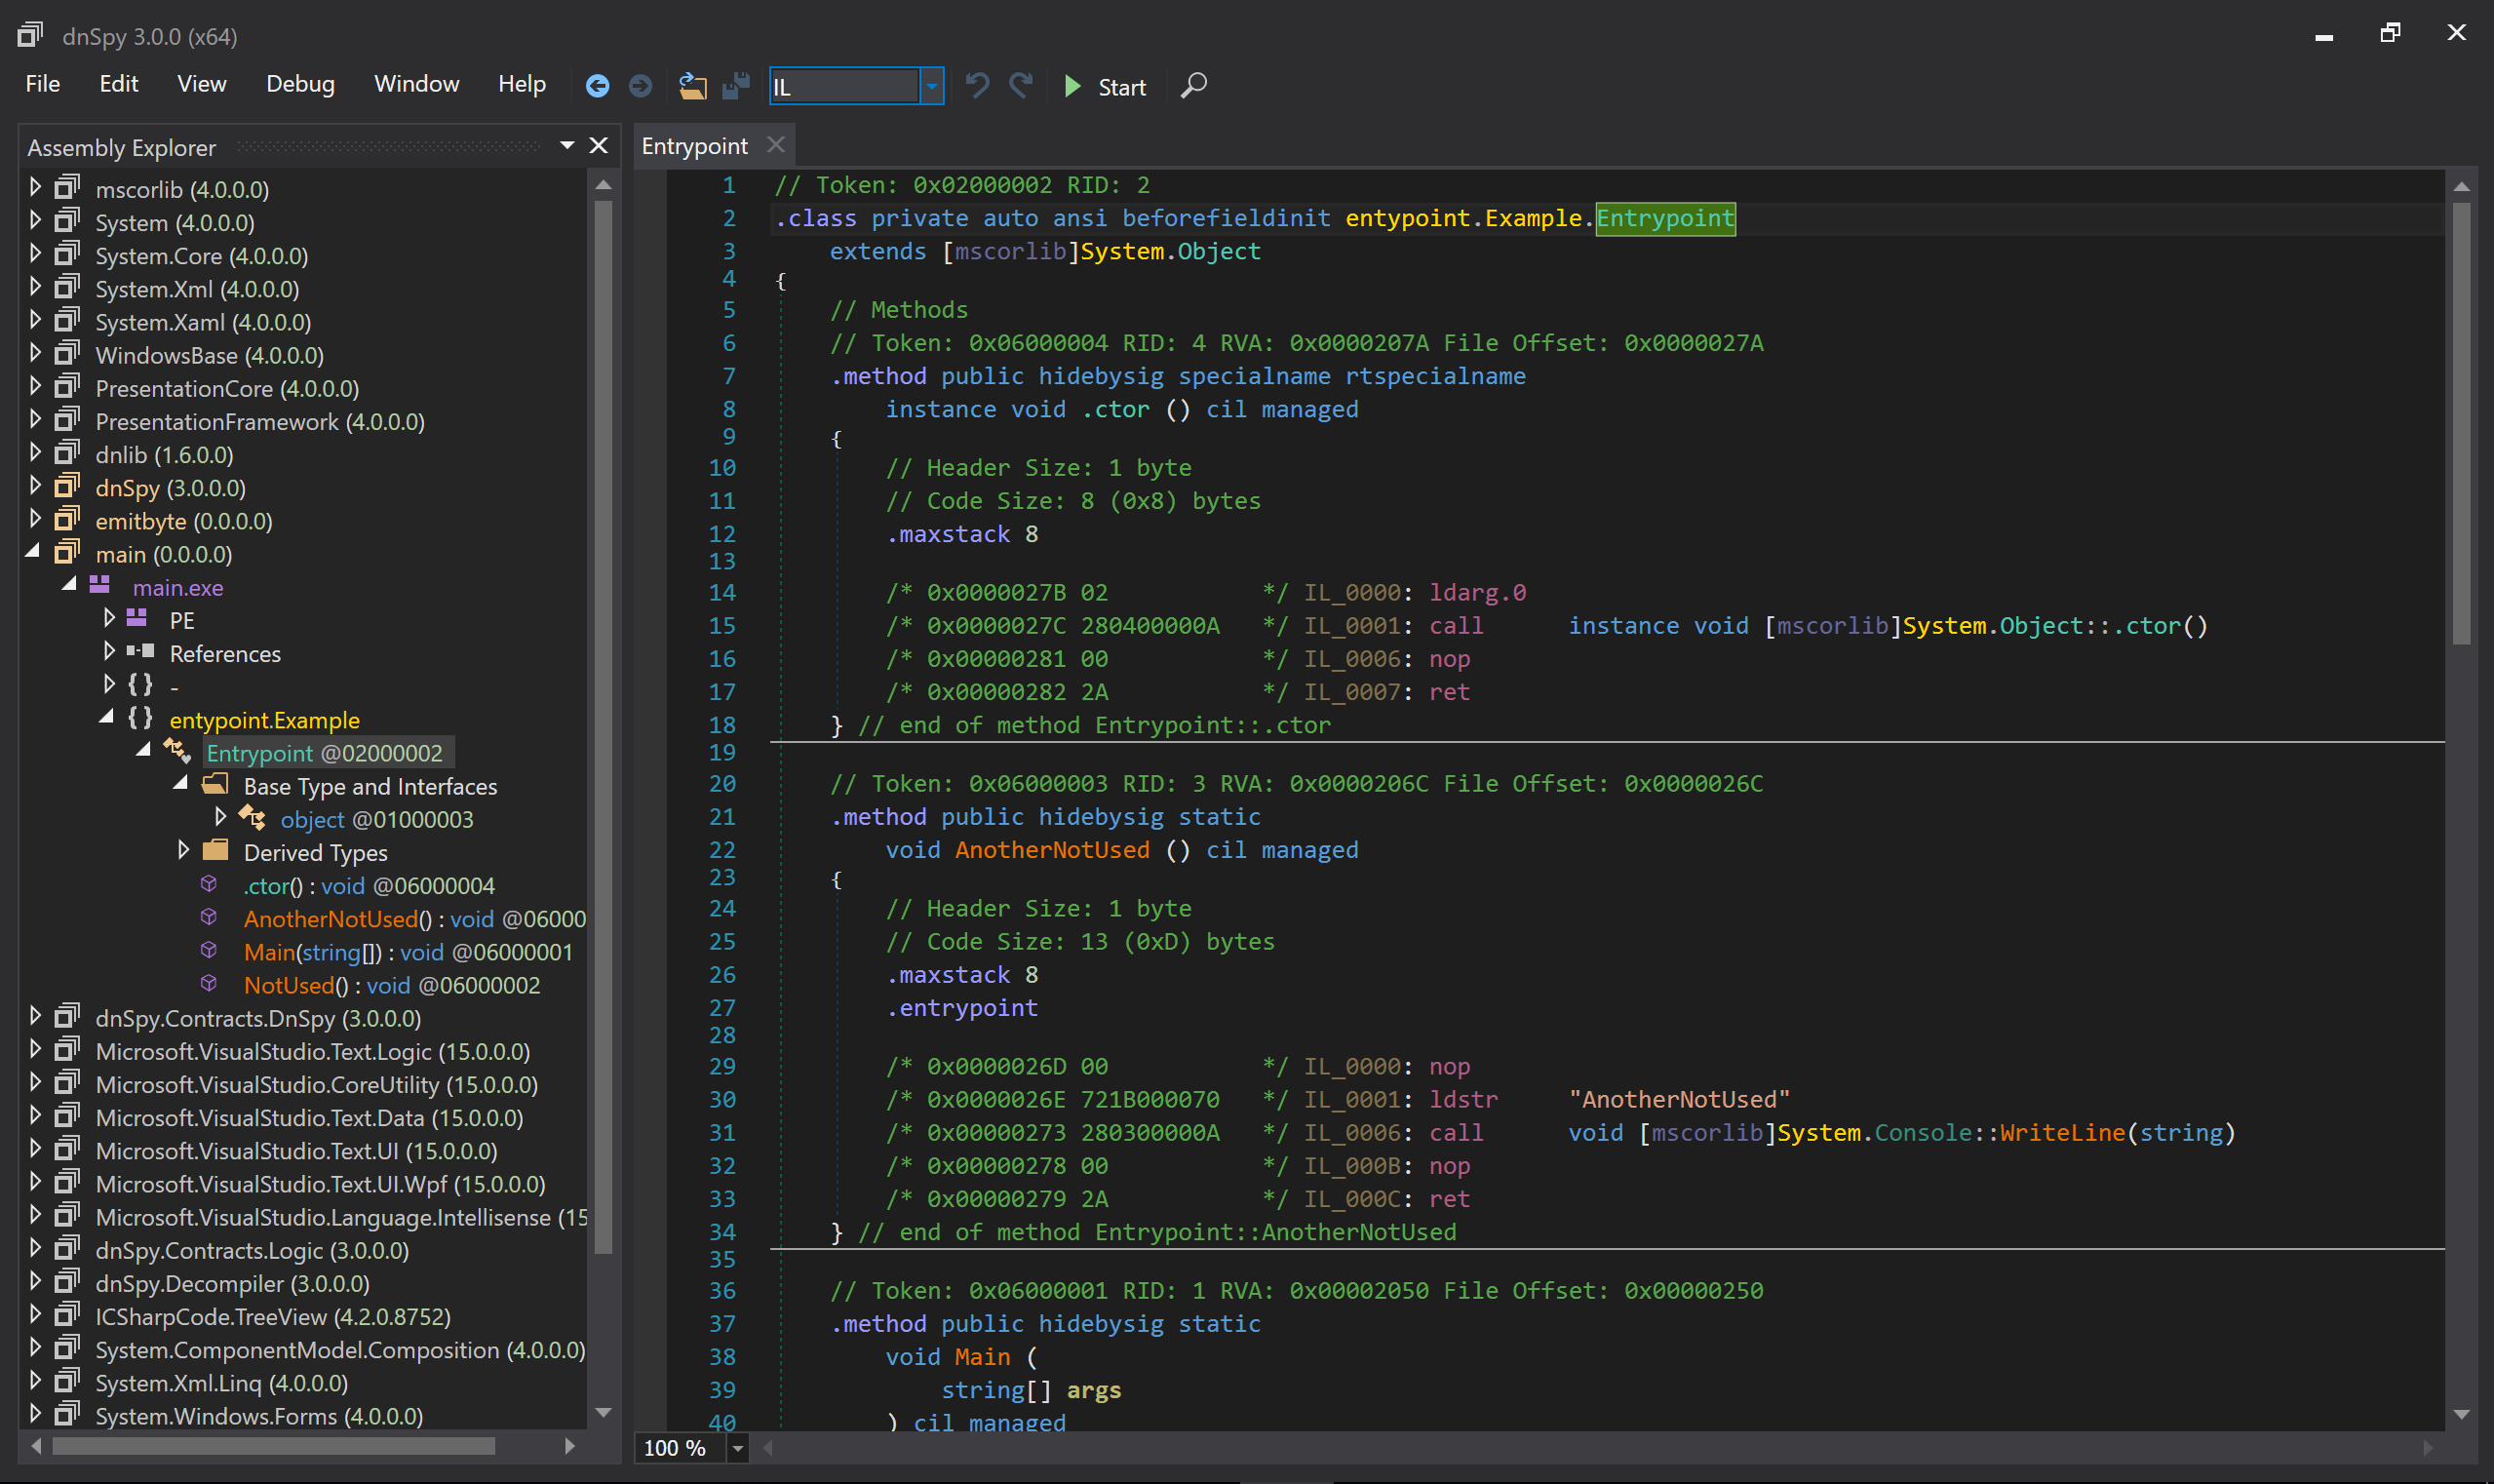 dnSpy 3.0.0 (x64)
File Edit View Debug Window Help IL Start
Assembly Explorer
mscorlib (4.0.0.0)
System (4.0.0.0)
System.Core (4.0.0.0)
System.Xml (4.0.0.0)
System.Xaml (4.0.0.0)
WindowsBase (4.0.0.0)
PresentationCore (4.0.0.0)
PresentationFramework (4.0.0.0)
dnlib (1.6.0.0)
dnSpy (3.0.0.0)
emitbyte (0.0.0.0)
main (0.0.0.0)
main.exe
PE
References
{ } -
{ } entypoint.Example
Entrypoint @02000002
Base Type and Interfaces
object @01000003
Derived Types
.ctor() : void @06000004
AnotherNotUsed() : void @06000
Main(string[]) : void @06000001
NotUsed() : void @06000002
dnSpy.Contracts.DnSpy (3.0.0.0)
Microsoft.VisualStudio.Text.Logic (15.0.0.0)
Microsoft.VisualStudio.CoreUtility (15.0.0.0)
Microsoft.VisualStudio.Text.Data (15.0.0.0)
Microsoft.VisualStudio.Text.UI (15.0.0.0)
Microsoft.VisualStudio.Text.UI.Wpf (15.0.0.0)
Microsoft.VisualStudio.Language.Intellisense (15
dnSpy.Contracts.Logic (3.0.0.0)
dnSpy.Decompiler (3.0.0.0)
ICSharpCode.TreeView (4.2.0.8752)
System.ComponentModel.Composition (4.0.0.0)
System.Xml.Linq (4.0.0.0)
System.Windows.Forms (4.0.0.0)
Entrypoint
1 // Token: 0x02000002 RID: 2
2 .class private auto ansi beforefieldinit entypoint.Example.Entrypoint
3 extends [mscorlib]System.Object
4 {
5 // Methods
6 // Token: 0x06000004 RID: 4 RVA: 0x0000207A File Offset: 0x0000027A
7 .method public hidebysig specialname rtspecialname
8 instance void .ctor () cil managed
9 {
10 // Header Size: 1 byte
11 // Code Size: 8 (0x8) bytes
12 .maxstack 8
13
14 /* 0x0000027B 02 */ IL_0000: ldarg.0
15 /* 0x0000027C 280400000A */ IL_0001: call instance void [mscorlib]System.Object::.ctor()
16 /* 0x00000281 00 */ IL_0006: nop
17 /* 0x00000282 2A */ IL_0007: ret
18 } // end of method Entrypoint::.ctor
19
20 // Token: 0x06000003 RID: 3 RVA: 0x0000206C File Offset: 0x0000026C
21 .method public hidebysig static
22 void AnotherNotUsed () cil managed
23 {
24 // Header Size: 1 byte
25 // Code Size: 13 (0xD) bytes
26 .maxstack 8
27 .entrypoint
28
29 /* 0x0000026D 00 */ IL_0000: nop
30 /* 0x0000026E 721B000070 */ IL_0001: ldstr "AnotherNotUsed"
31 /* 0x00000273 280300000A */ IL_0006: call void [mscorlib]System.Console::WriteLine(string)
32 /* 0x00000278 00 */ IL_000B: nop
33 /* 0x00000279 2A */ IL_000C: ret
34 } // end of method Entrypoint::AnotherNotUsed
35
36 // Token: 0x06000001 RID: 1 RVA: 0x00002050 File Offset: 0x00000250
37 .method public hidebysig static
38 void Main (
39 string[] args
40 ) cil managed
100 %